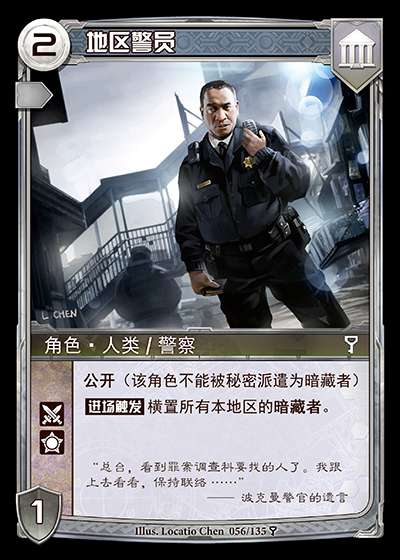 2
地区警员
L. CHEN
角色·人类/警察
公开（该角色不能被秘密派遣为暗藏者）
进场触发 横置所有本地区的暗藏者。
“总台，看到罪案调查科要找的人了。我跟
上去看看，保持联络……”
—— 波克曼警官的遗言
1
Illus. Locatio Chen 056/135